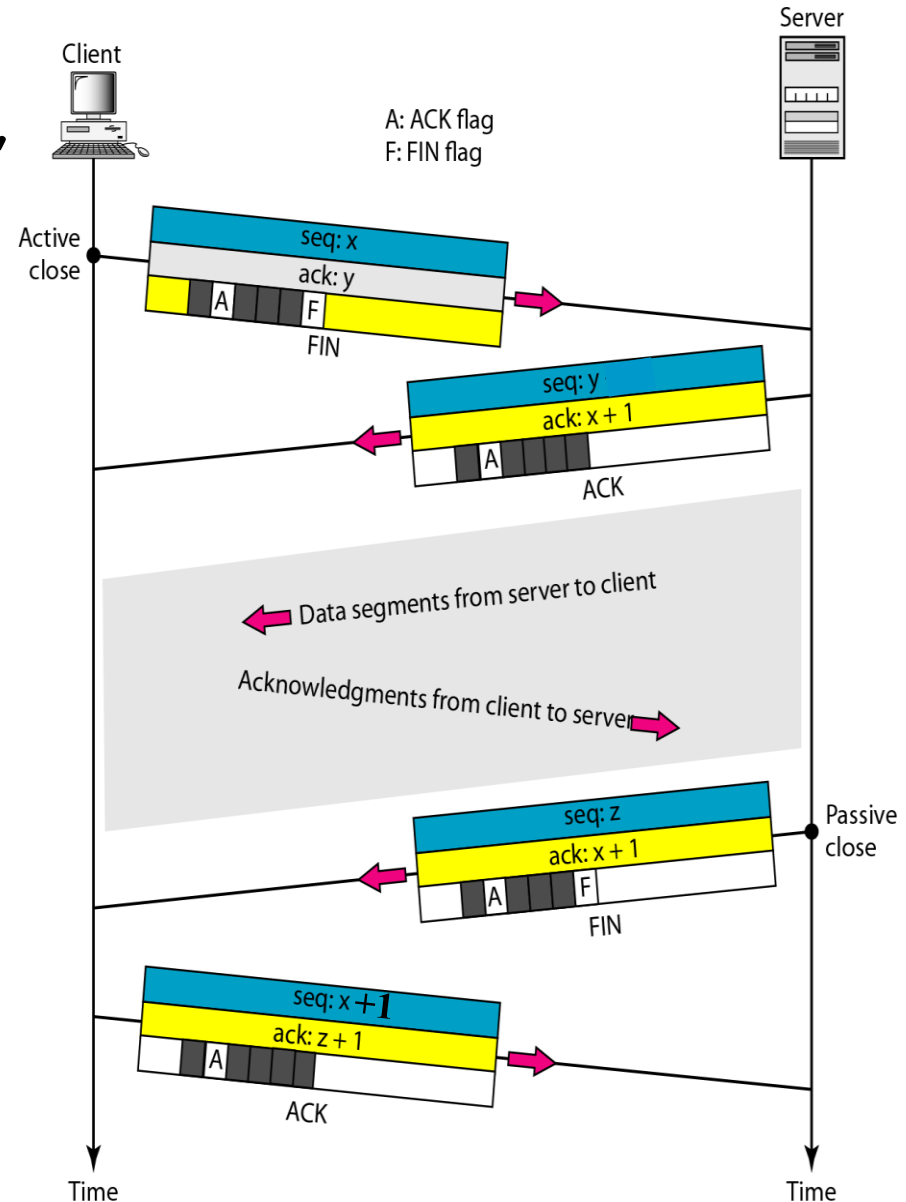 Server
Client
A: ACK flag
F: FIN flag
Active
close
seq: x
ack: y
A F
FIN
seq: y
ack: x + 1
A
ACK
Data segments from server to client
Acknowledgments from client to server
Passive
close
seq: z
ack: x + 1
A F
FIN
seq: x +1
ack: z + 1
A
ACK
Time
Time